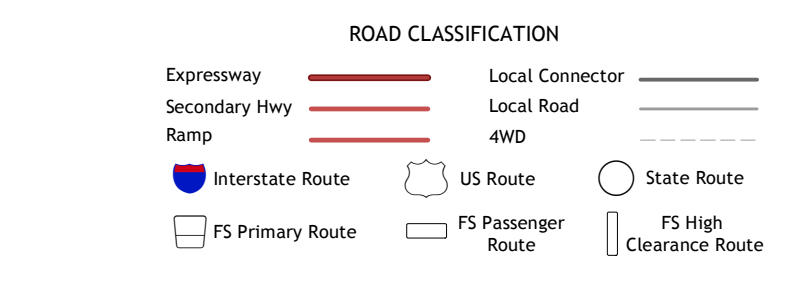 ROAD CLASSIFICATION
Expressway
Local Connector
Secondary Hwy
Local Road
Ramp
4WD
Interstate Route
US Route
State Route
FS Primary Route
FS Passenger
Route
FS High
Clearance Route